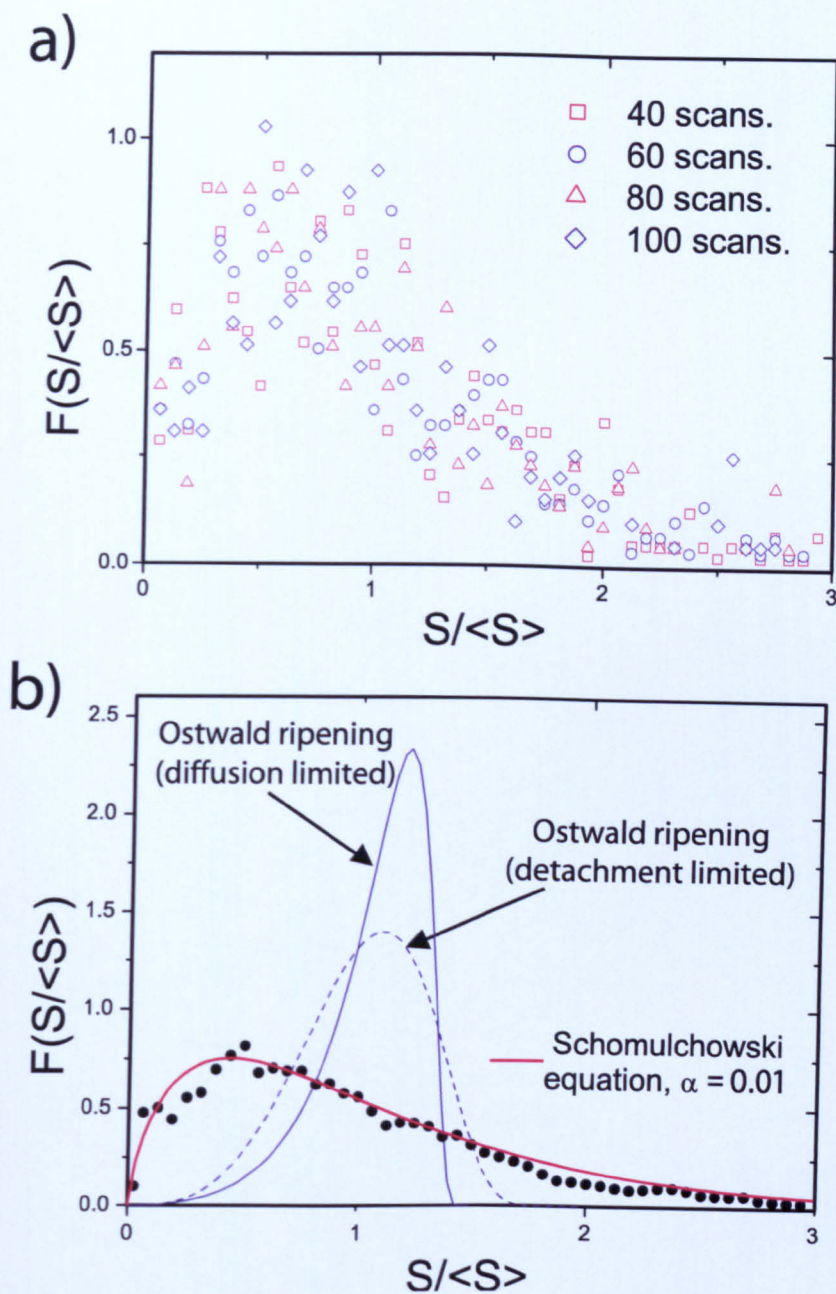 a)
40 scans.
60 scans.
80 scans.
100 scans.
1.0
0.5
0.0
F(S/<S>)
0
1
2
3
S/<S>
b)
2.5
2.0
1.5
1.0
0.5
0.0
F(S/<S>)
Ostwald ripening
(diffusion limited)
Ostwald ripening
(detachment limited)
Schomulchowski
equation, α = 0.01
0
1
2
3
S/<S>